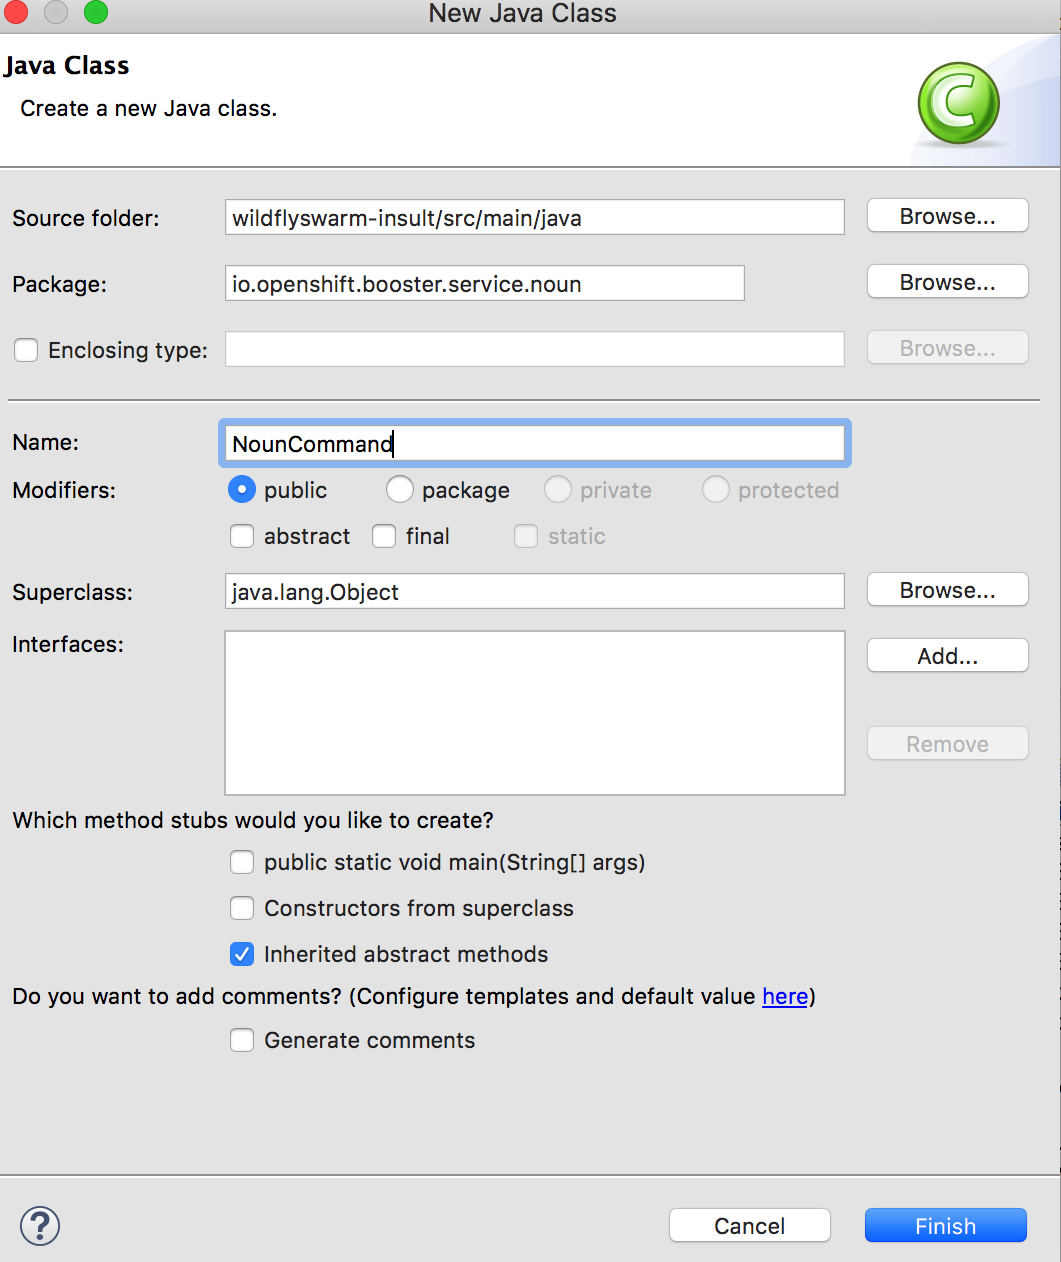 New Java Class
Java Class
Create a new Java class.
C
Source folder: wildflyswarm-insult/src/main/java Browse...
Package: io.openshift.booster.service.noun Browse...
Enclosing type: Browse...
Name: NounCommand
Modifiers: public package private protected
abstract final static
Superclass: java.lang.Object Browse...
Interfaces: Add...
Remove
Which method stubs would you like to create?
public static void main(String[] args)
Constructors from superclass
Inherited abstract methods
Do you want to add comments? (Configure templates and default value here)
Generate comments
? Cancel Finish